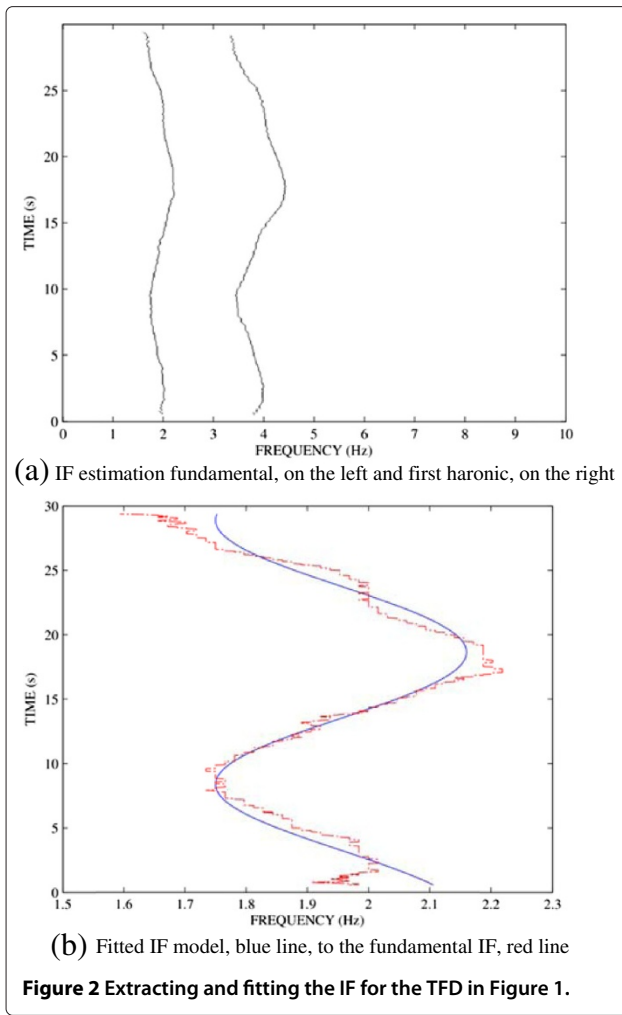 25
20
15
10
5
0
TIME (s)
0 1 2 3 4 5 6 7 8 9 10
FREQUENCY (Hz)
(a) IF estimation fundamental, on the left and first haronic, on the right
30
25
20
15
10
5
0
TIME (s)
1.5 1.6 1.7 1.8 1.9 2 2.1 2.2 2.3
FREQUENCY (Hz)
(b) Fitted IF model, blue line, to the fundamental IF, red line
Figure 2 Extracting and fitting the IF for the TFD in Figure 1.